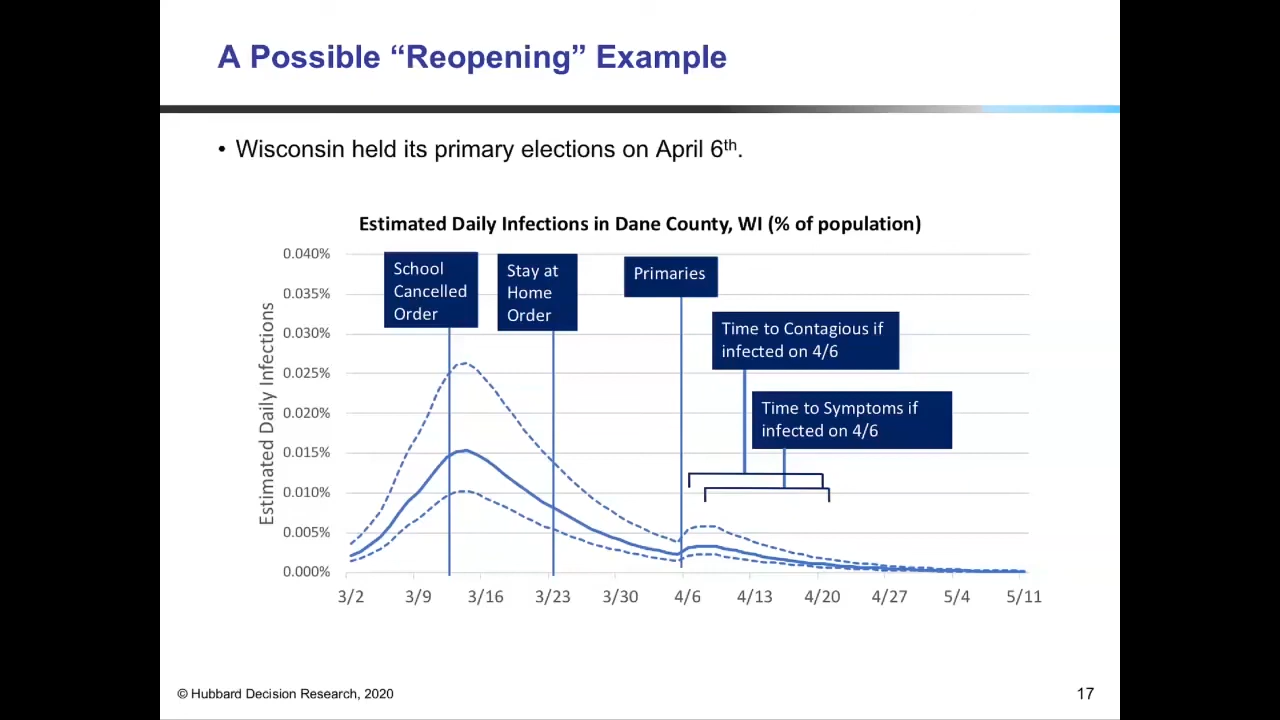 A Possible “Reopening” Example
• Wisconsin held its primary elections on April 6th.
Estimated Daily Infections in Dane County, WI (% of population)
Estimated Daily Infections
0.040%
0.035%
0.030%
0.025%
0.020%
0.015%
0.010%
0.005%
0.000%
School
Cancelled
Order
Stay at
Home
Order
Primaries
Time to Contagious if
infected on 4/6
Time to Symptoms if
infected on 4/6
3/2 3/9 3/16 3/23 3/30 4/6 4/13 4/20 4/27 5/4 5/11
© Hubbard Decision Research, 2020
17